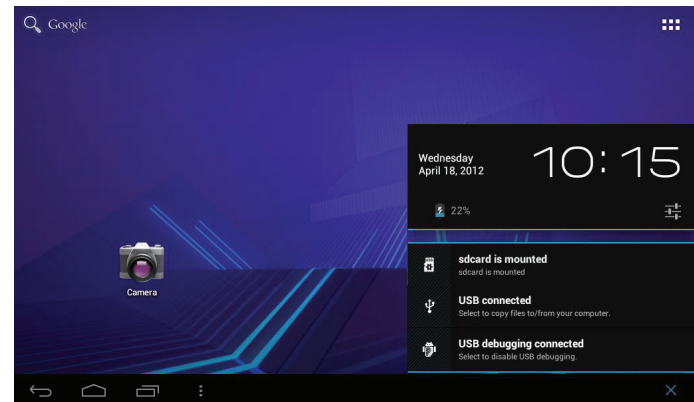 Google
Wednesday
April 18, 2012
10:15
22%
sdcard is mounted
sdcard is mounted
USB connected
Select to copy files to/from your computer.
USB debugging connected
Select to disable USB debugging.
Camera